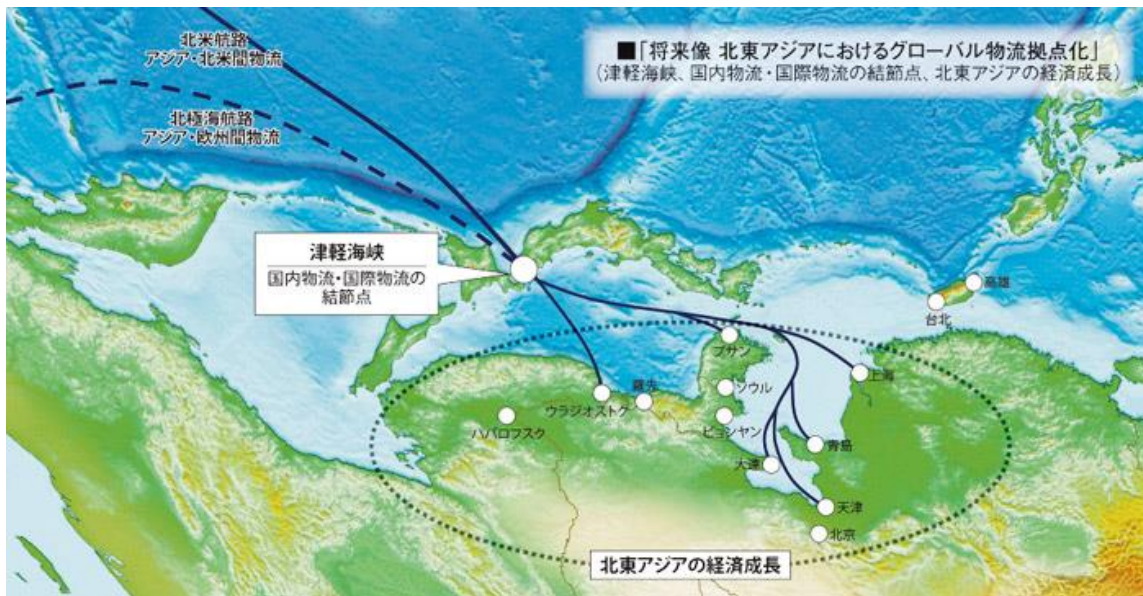 ■「将来像 北東アジアにおけるグローバル物流拠点化」
(津軽海峡、国内物流・国際物流の結節点、北東アジアの経済成長)
北米航路
アジア・北米間物流
北極海航路
アジア・欧州間物流
津軽海峡
国内物流・国際物流の
結節点
高雄
台北
プサン
上海
ソウル
羅先
ウラジオストク
ハバロフスク
ピョンヤン
青島
大連
天津
北京
北東アジアの経済成長